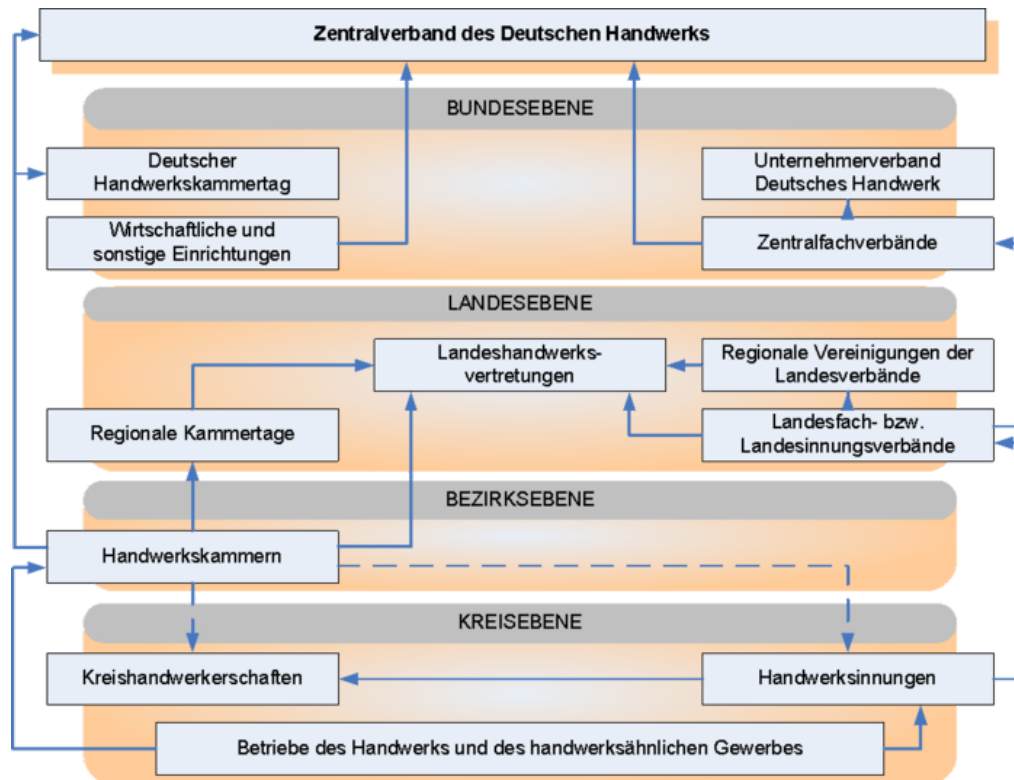 Zentralverband des Deutschen Handwerks
BUNDESEBENE
Deutscher
Handwerkskammertag
Unternehmerverband
Deutsches Handwerk
Wirtschaftliche und
sonstige Einrichtungen
Zentralfachverbände
LANDESEBENE
Landeshandwerks-
vertretungen
Regionale Vereinigungen der
Landesverbände
Regionale Kammertage
Landesfach- bzw.
Landesinnungsverbände
BEZIRKSEBENE
Handwerkskammern
KREISEBENE
Kreishandwerkerschaften
Handwerksinnungen
Betriebe des Handwerks und des handwerksähnlichen Gewerbes